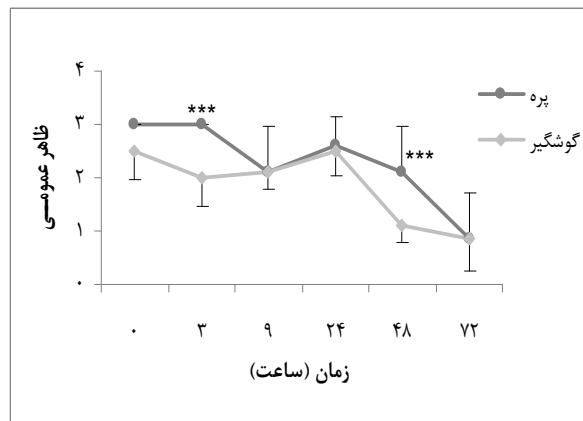 ۴
۳
۲
۱
۰
ظاهر عمومی
***
***
پره
گوشگیر
۰ ۳ ۹ ۲۴ ۴۸ ۷۲
زمان (ساعت)